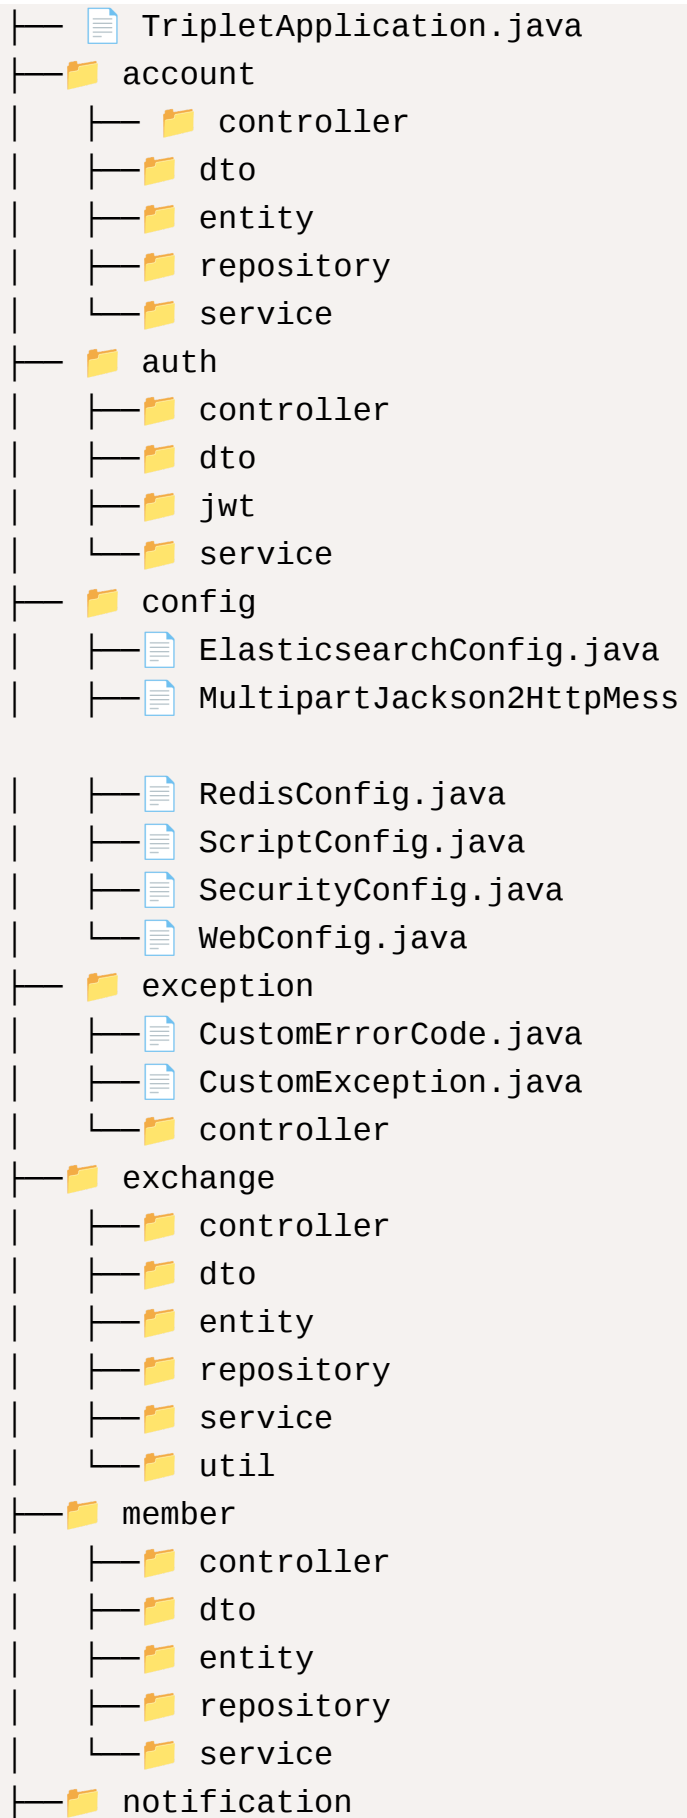 ├── 📄 TripletApplication.java
├──📁 account
│   ├── 📁 controller
│   ├──📁 dto
│   ├──📁 entity
│   ├──📁 repository
│   └──📁 service
├── 📁 auth
│   ├──📁 controller
│   ├──📁 dto
│   ├──📁 jwt
│   └──📁 service
├── 📁 config
│   ├──📄 ElasticsearchConfig.java
│   ├──📄 MultipartJackson2HttpMess
│   ├──📄 RedisConfig.java
│   ├──📄 ScriptConfig.java
│   ├──📄 SecurityConfig.java
│   └──📄 WebConfig.java
├── 📁 exception
│   ├──📄 CustomErrorCode.java
│   ├──📄 CustomException.java
│   └──📁 controller
├──📁 exchange
│   ├──📁 controller
│   ├──📁 dto
│   ├──📁 entity
│   ├──📁 repository
│   ├──📁 service
│   └──📁 util
├──📁 member
│   ├──📁 controller
│   ├──📁 dto
│   ├──📁 entity
│   ├──📁 repository
│   └──📁 service
├──📁 notification